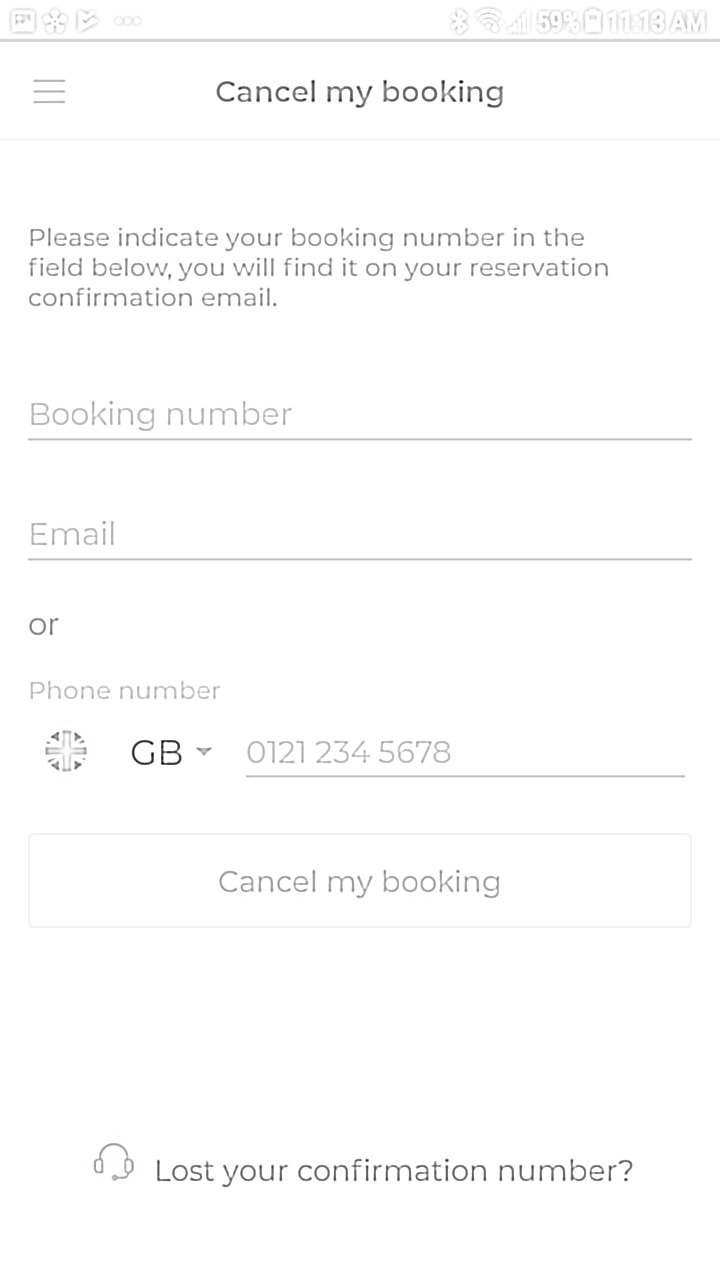 59% 11:13 AM
Cancel my booking
Please indicate your booking number in the
field below, you will find it on your reservation
confirmation email.
Booking number
Email
or
Phone number
GB 0121 234 5678
Cancel my booking
Lost your confirmation number?